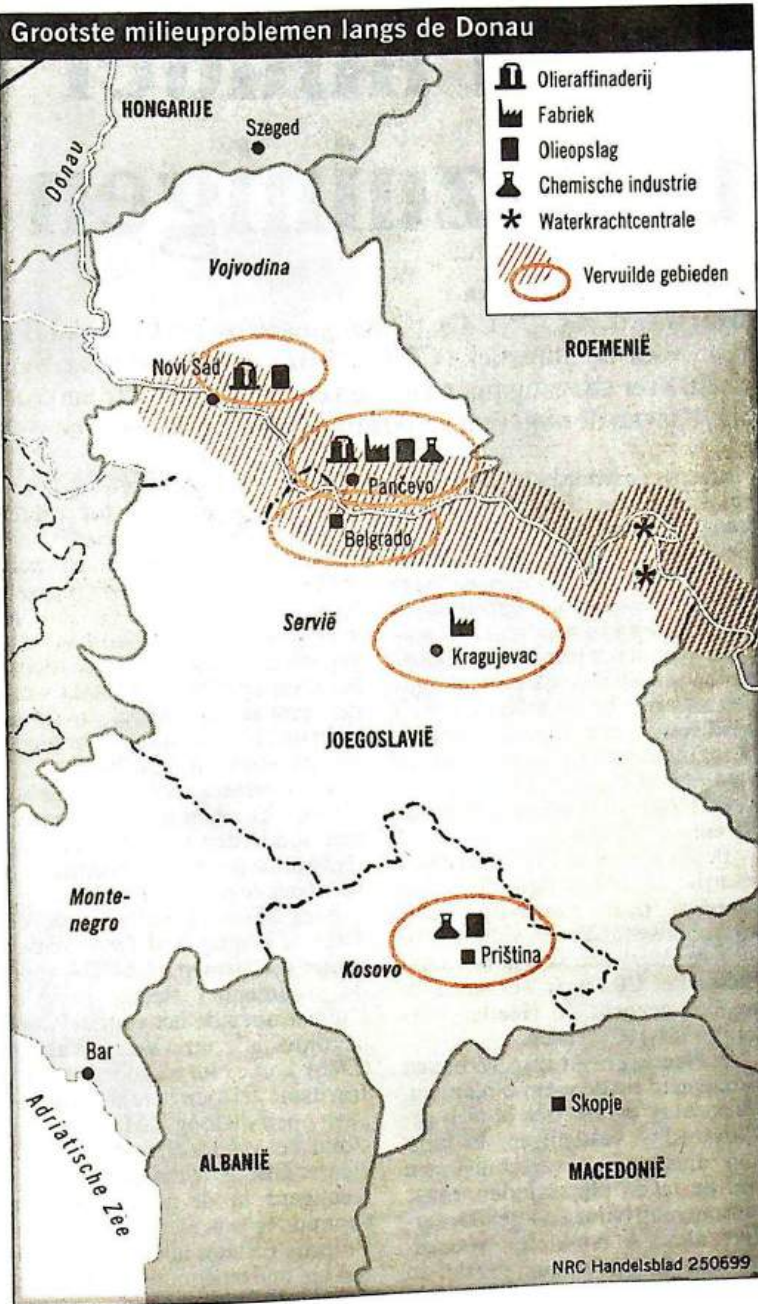 Grootste milieuproblemen langs de Donau
Olieraffinaderij
Fabriek
Olieopslag
Chemische industrie
Waterkrachtcentrale
Vervuilde gebieden
HONGARIJE
Szeged
Donau
Vojvodina
ROEMENIË
Novi Sad
Pančevo
Belgrado
Servië
Kragujevac
JOEGOSLAVIË
Monte-
negro
Kosovo
Priština
Bar
Skopje
Adriatische Zee
ALBANIË
MACEDONIË
NRC Handelsblad 250699